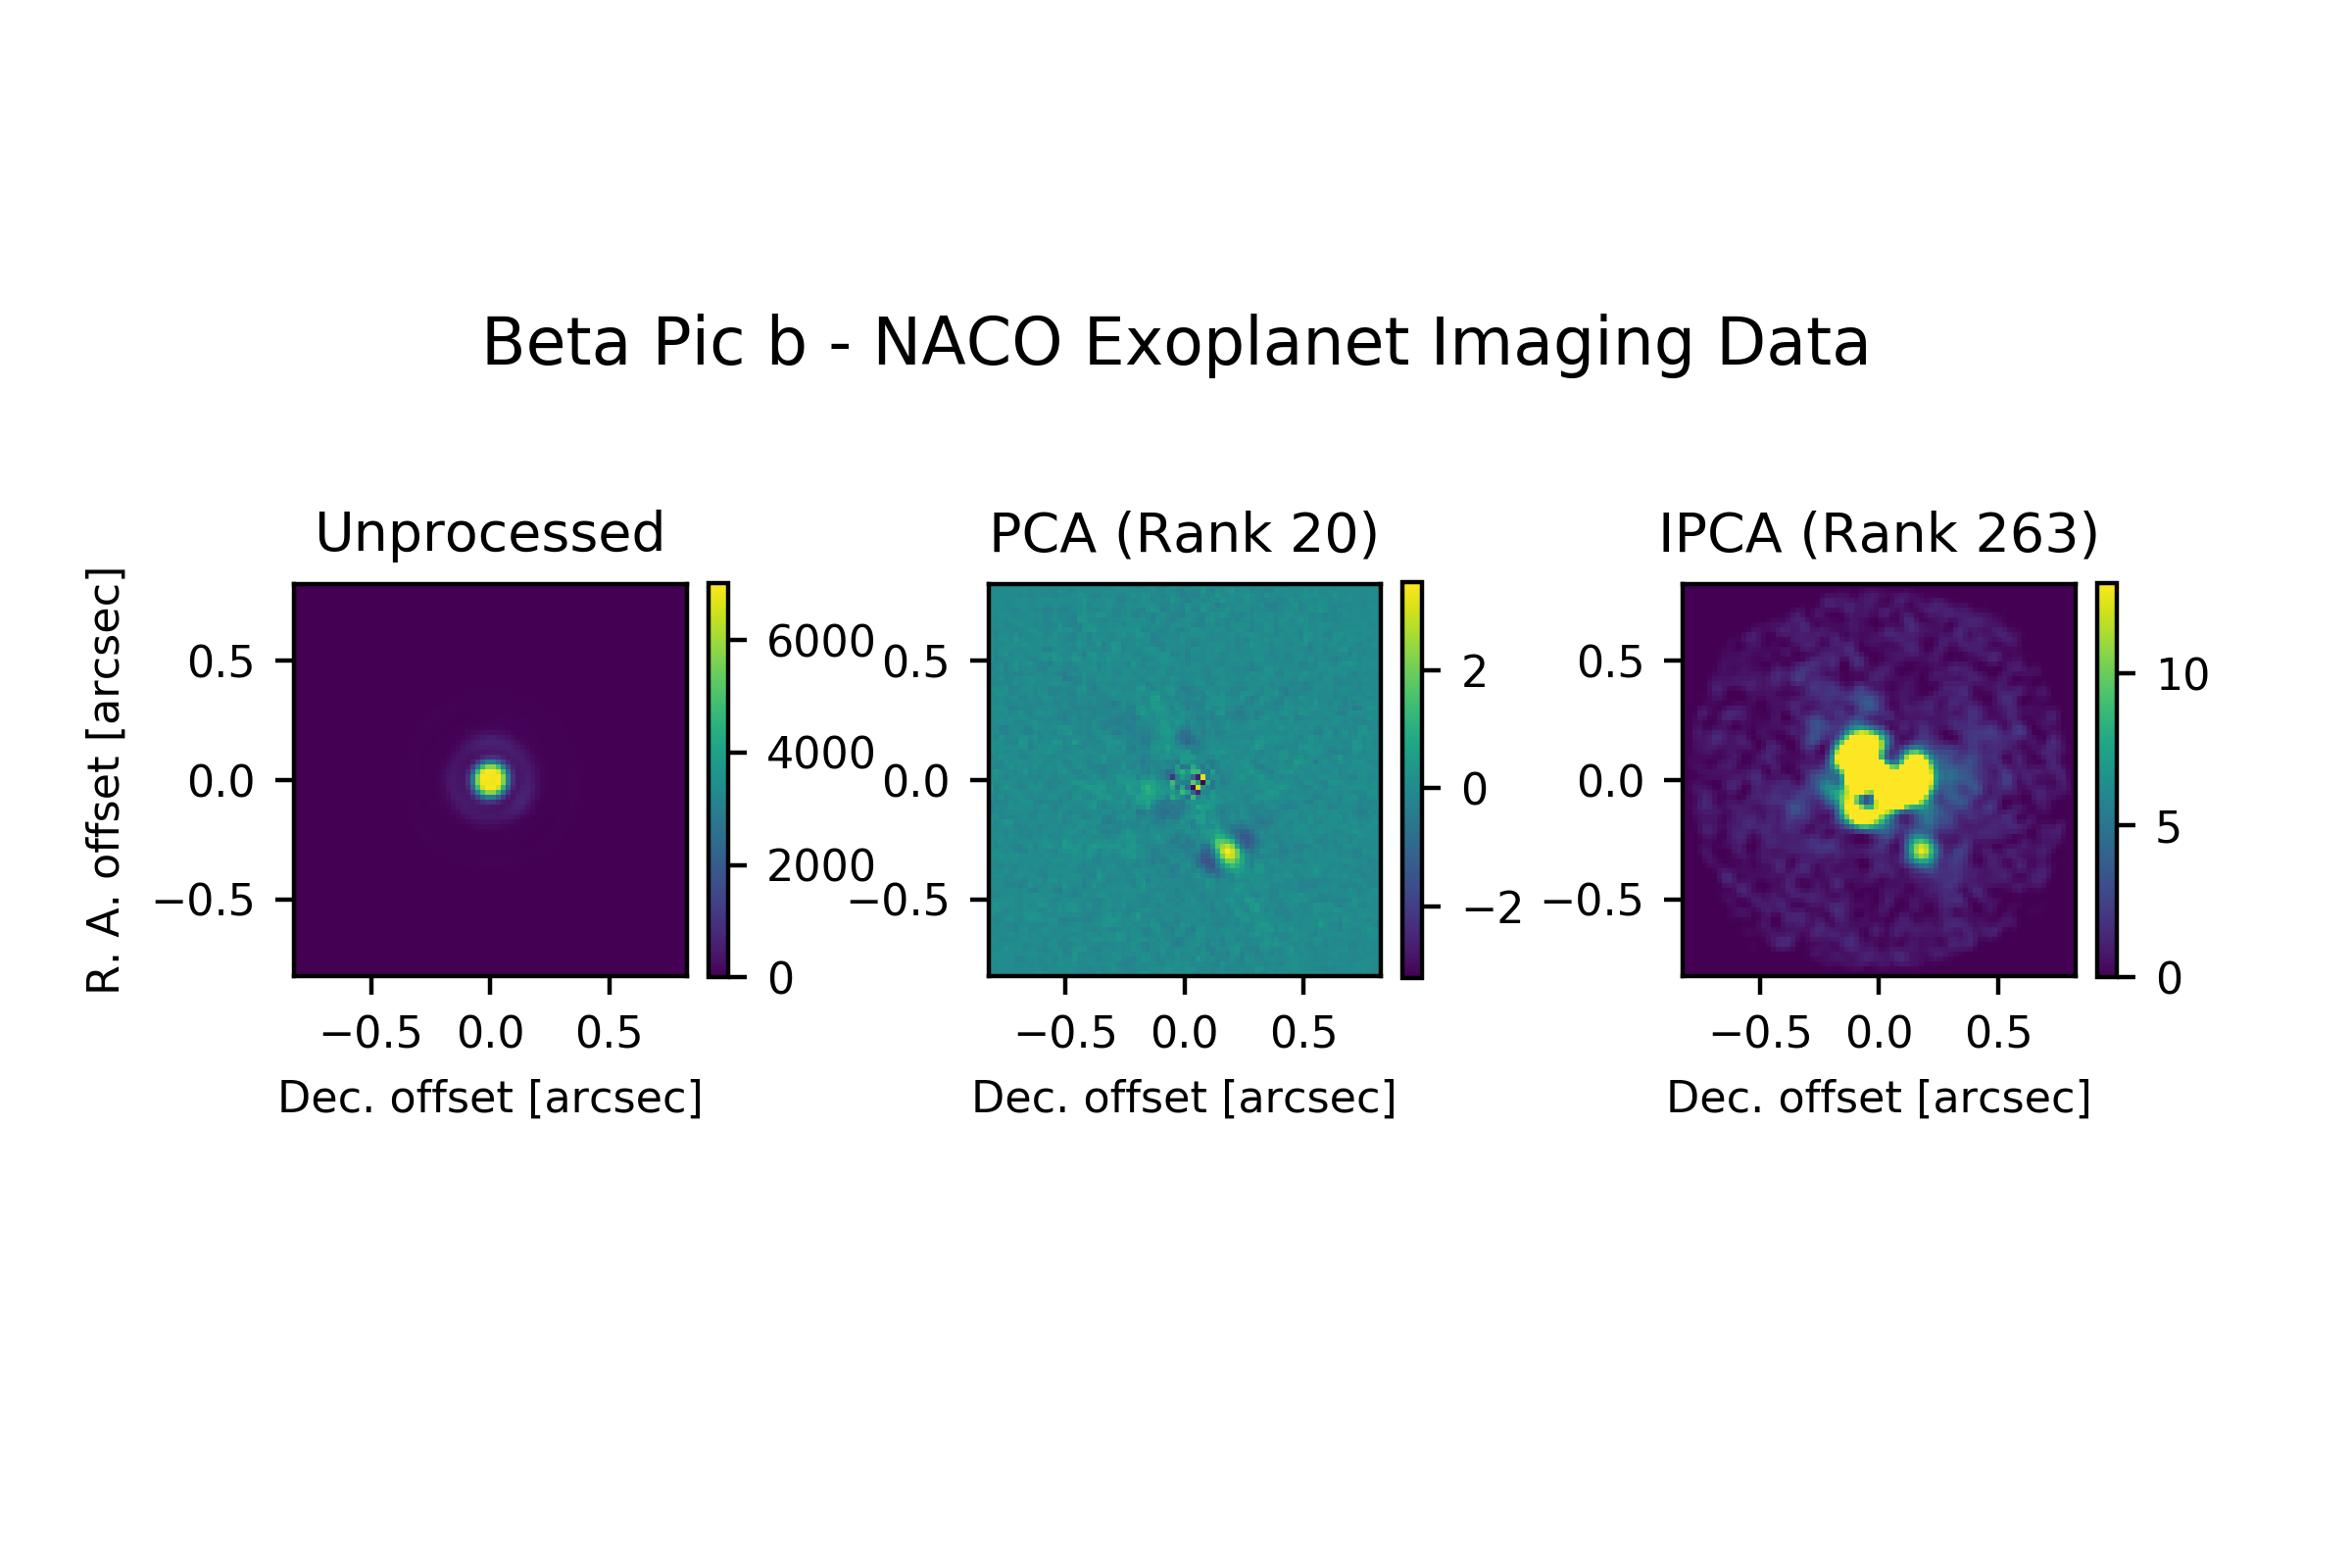 Beta Pic b - NACO Exoplanet Imaging Data
Unprocessed
R. A. offset [arcsec]
0.5
0.0
−0.5
−0.5 0.0 0.5
Dec. offset [arcsec]
6000
4000
2000
0
PCA (Rank 20)
0.5
0.0
−0.5
−0.5 0.0 0.5
Dec. offset [arcsec]
2
0
−2
IPCA (Rank 263)
0.5
0.0
−0.5
−0.5 0.0 0.5
Dec. offset [arcsec]
10
5
0